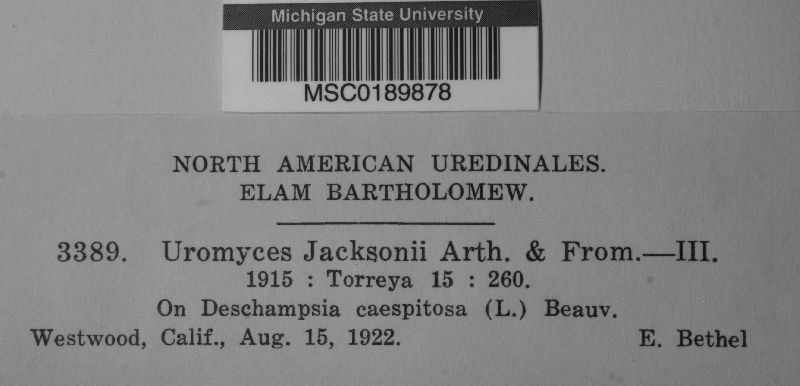 Michigan State University
MSC0189878
NORTH AMERICAN UREDINALES.
ELAM BARTHOLOMEW.
3389. Uromyces Jacksonii Arth. & From.—III.
1915 : Torreya 15 : 260.
On Deschampsia caespitosa (L.) Beauv.
Westwood, Calif., Aug. 15, 1922. E. Bethel